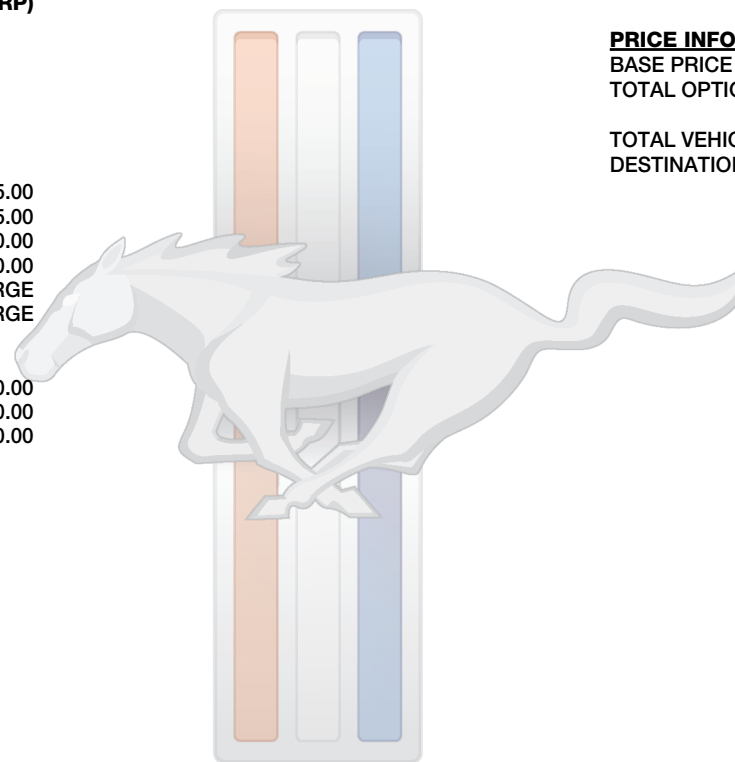 RP)
5.00
5.00
0.00
0.00
RGE
RGE
0.00
0.00
0.00
PRICE INFO
BASE PRICE
TOTAL OPTIO
TOTAL VEHIC
DESTINATION